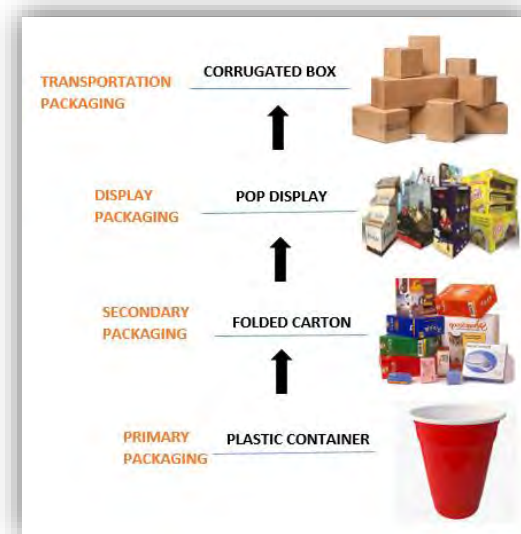 TRANSPORTATION
PACKAGING
CORRUGATED BOX
DISPLAY
PACKAGING
POP DISPLAY
SECONDARY
PACKAGING
FOLDED CARTON
PRIMARY
PACKAGING
PLASTIC CONTAINER